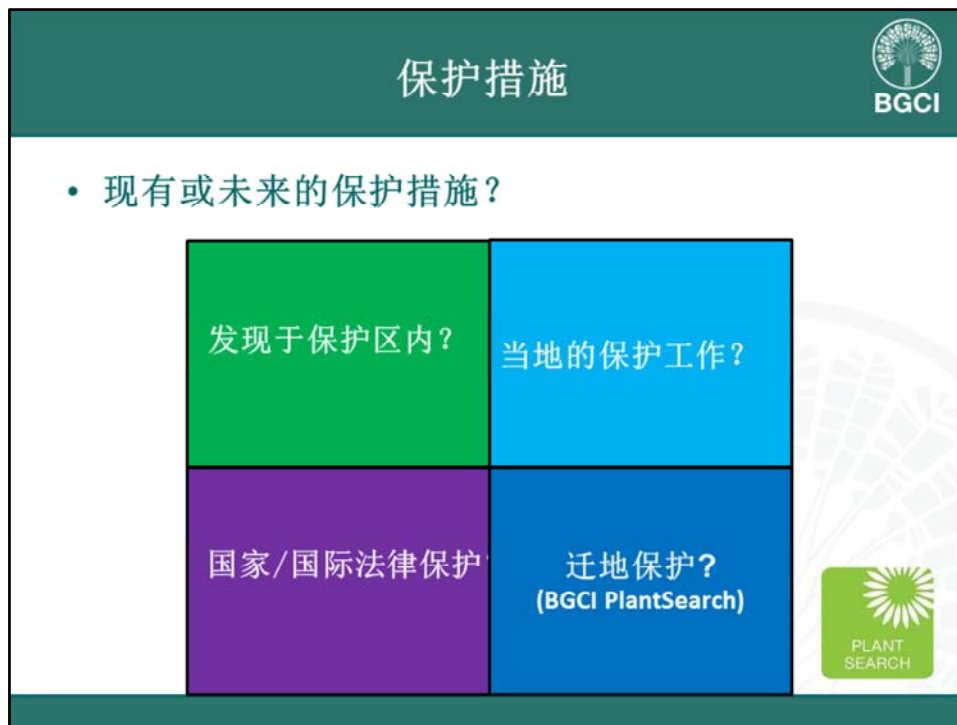 保护措施
BGCI
• 现有或未来的保护措施？
发现于保护区内？
当地的保护工作？
国家/国际法律保护
迁地保护?
(BGCI PlantSearch)
PLANT
SEARCH